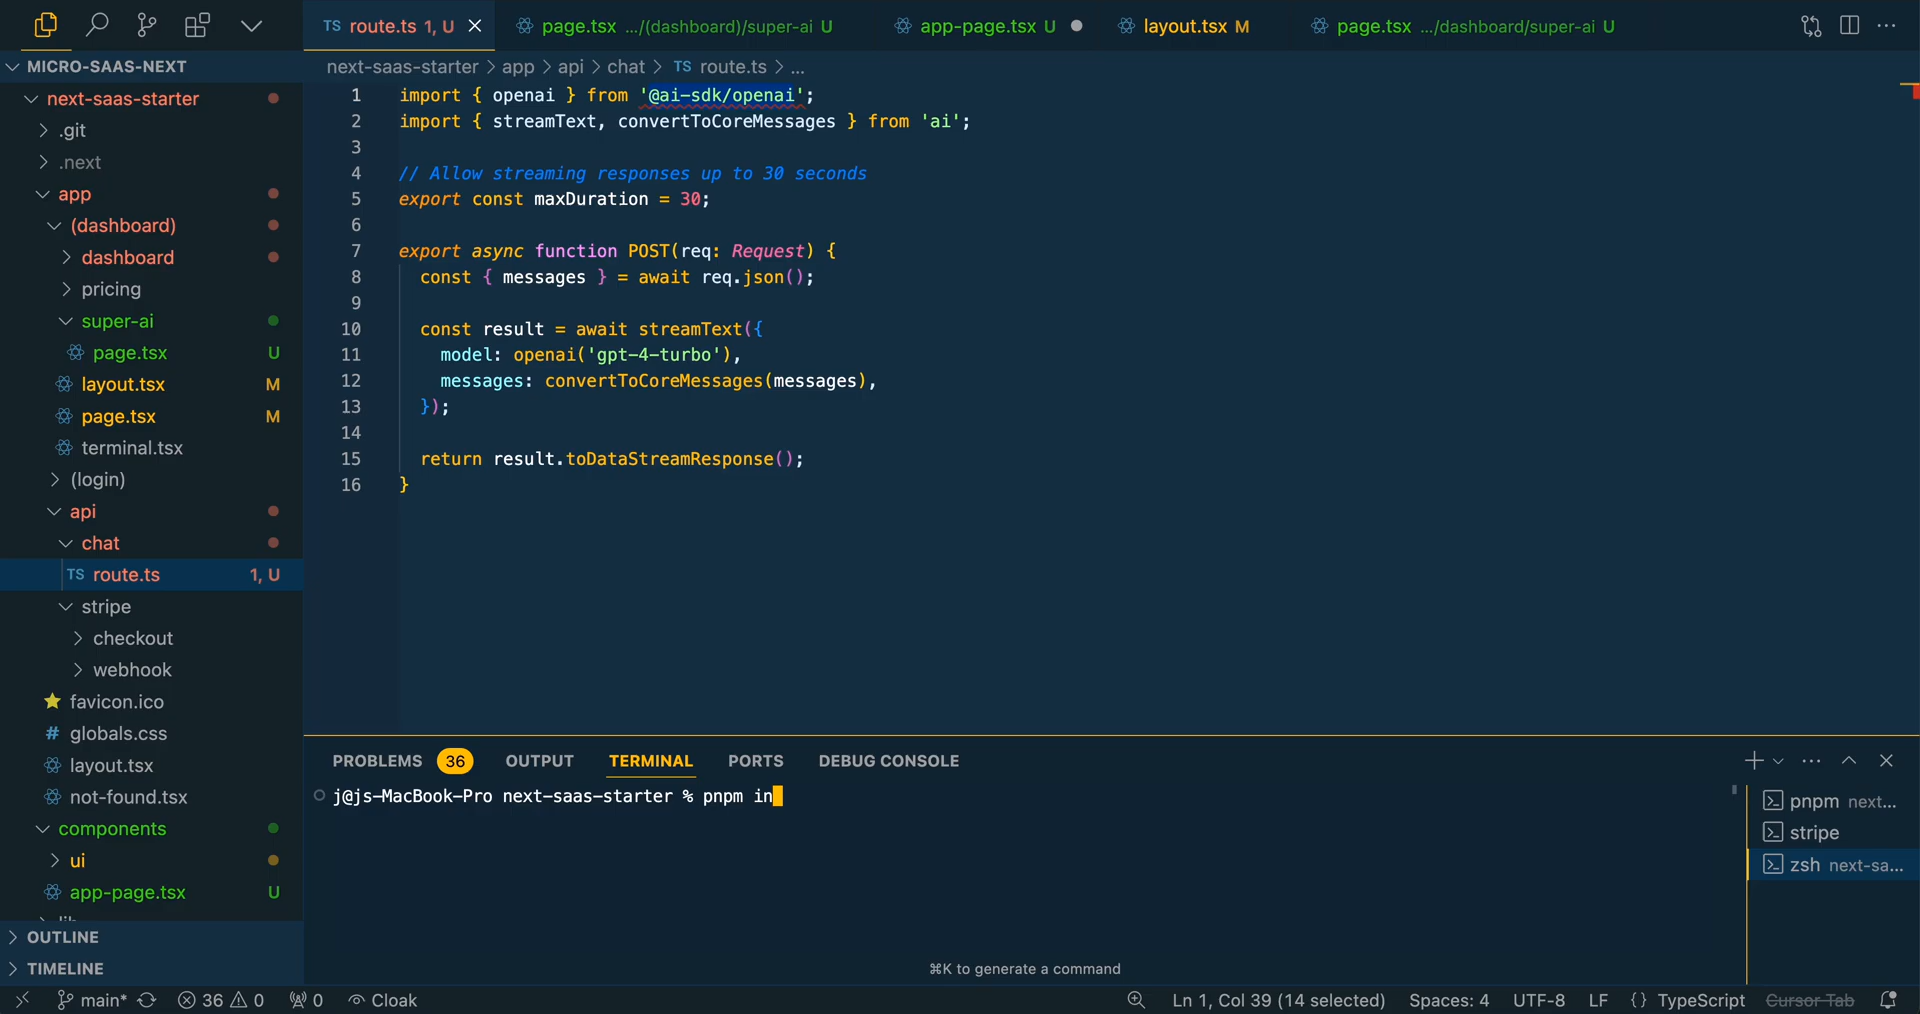 TS route.ts 1, U
page.tsx .../(dashboard)/super-ai U
app-page.tsx U
layout.tsx M
page.tsx .../dashboard/super-ai U
MICRO-SAAS-NEXT
next-saas-starter
.git
.next
app
(dashboard)
dashboard
pricing
super-ai
page.tsx U
layout.tsx M
page.tsx M
terminal.tsx
(login)
api
chat
TS route.ts 1, U
stripe
checkout
webhook
favicon.ico
# globals.css
layout.tsx
not-found.tsx
components
ui
app-page.tsx U
OUTLINE
TIMELINE
next-saas-starter > app > api > chat > TS route.ts > ...
1 import { openai } from '@ai-sdk/openai';
2 import { streamText, convertToCoreMessages } from 'ai';
3
4 // Allow streaming responses up to 30 seconds
5 export const maxDuration = 30;
6
7 export async function POST(req: Request) {
8 const { messages } = await req.json();
9
10 const result = await streamText({
11 model: openai('gpt-4-turbo'),
12 messages: convertToCoreMessages(messages),
13 });
14
15 return result.toDataStreamResponse();
16 }
PROBLEMS 36 OUTPUT TERMINAL PORTS DEBUG CONSOLE
j@js-MacBook-Pro next-saas-starter % pnpm in
pnpm next...
stripe
zsh next-sa...
⌘K to generate a command
main* 36 0 0 Cloak Ln 1, Col 39 (14 selected) Spaces: 4 UTF-8 LF {} TypeScript Cursor Tab